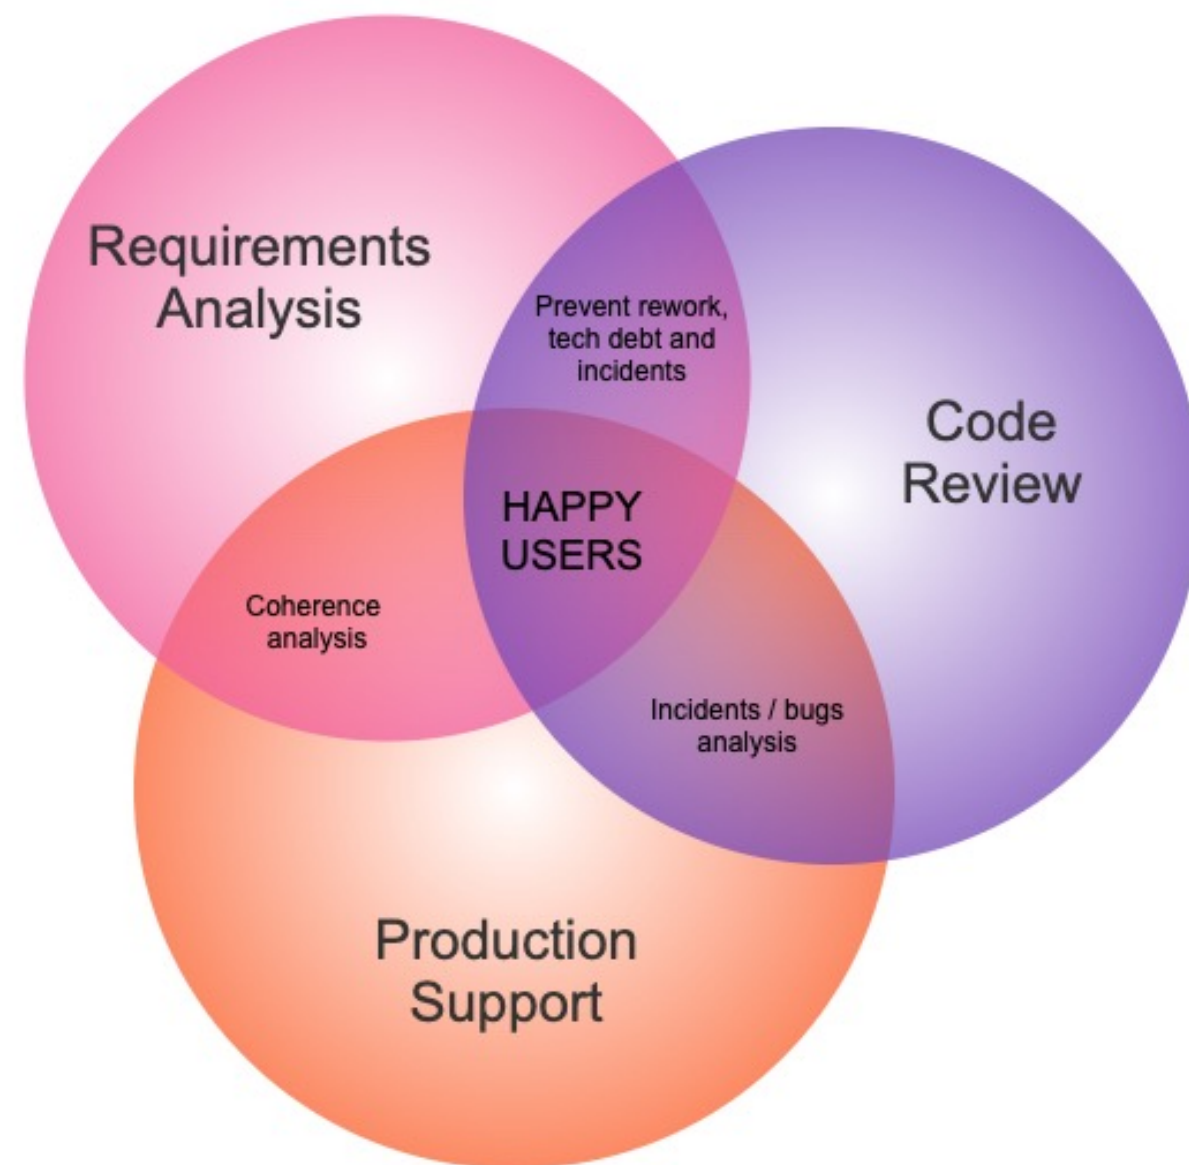 Requirements
Analysis
Prevent rework,
tech debt and
incidents
Code
Review
HAPPY
USERS
Coherence
analysis
Incidents / bugs
analysis
Production
Support